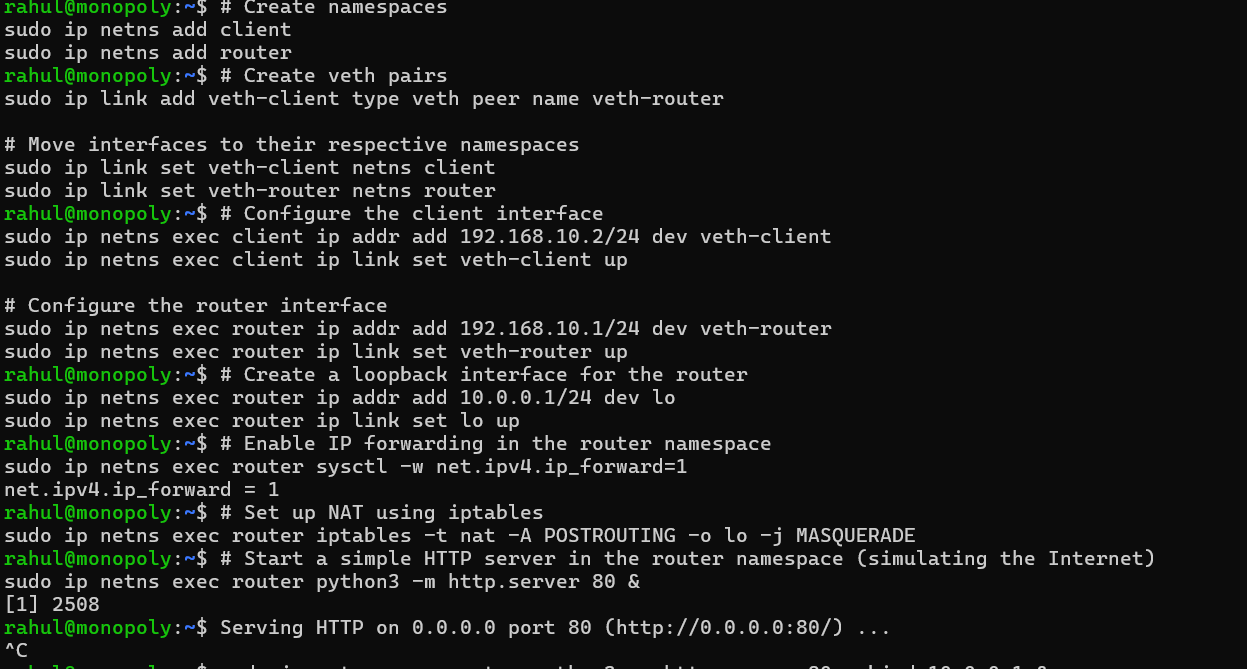 rahul@monopoly:~$ # Create namespaces
sudo ip netns add client
sudo ip netns add router
rahul@monopoly:~$ # Create veth pairs
sudo ip link add veth-client type veth peer name veth-router
# Move interfaces to their respective namespaces
sudo ip link set veth-client netns client
sudo ip link set veth-router netns router
rahul@monopoly:~$ # Configure the client interface
sudo ip netns exec client ip addr add 192.168.10.2/24 dev veth-client
sudo ip netns exec client ip link set veth-client up
# Configure the router interface
sudo ip netns exec router ip addr add 192.168.10.1/24 dev veth-router
sudo ip netns exec router ip link set veth-router up
rahul@monopoly:~$ # Create a loopback interface for the router
sudo ip netns exec router ip addr add 10.0.0.1/24 dev lo
sudo ip netns exec router ip link set lo up
rahul@monopoly:~$ # Enable IP forwarding in the router namespace
sudo ip netns exec router sysctl -w net.ipv4.ip_forward=1
net.ipv4.ip_forward = 1
rahul@monopoly:~$ # Set up NAT using iptables
sudo ip netns exec router iptables -t nat -A POSTROUTING -o lo -j MASQUERADE
rahul@monopoly:~$ # Start a simple HTTP server in the router namespace (simulating the Internet)
sudo ip netns exec router python3 -m http.server 80 &
[1] 2508
rahul@monopoly:~$ Serving HTTP on 0.0.0.0 port 80 (http://0.0.0.0:80/) ...
^C